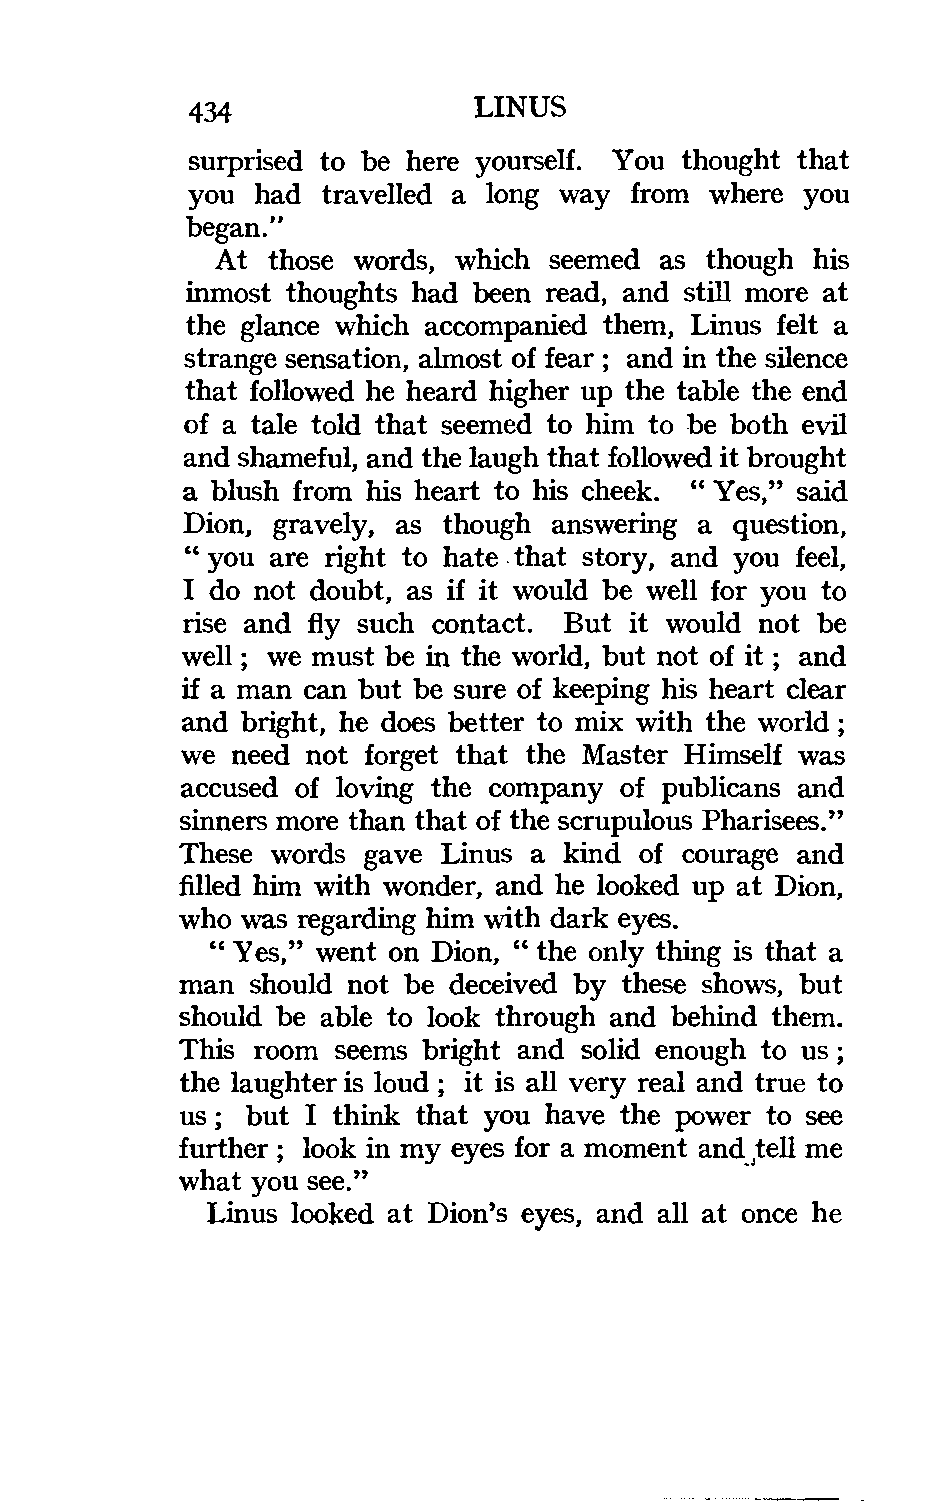 434 LINUS
surprised to be here yourself. You thought that
you had travelled a long way from where you
began."
At those words, which seemed as though his
inmost thoughts had been read, and still more at
the glance which accompanied them, Linus felt a
strange sensation, almost of fear ; and in the silence
that followed he heard higher up the table the end
of a tale told that seemed to him to be both evil
and shameful, and the laugh that followed it brought
a blush from his heart to his cheek. “ Yes,” said
Dion, gravely, as though answering a question,
“ you are right to hate that story, and you feel,
I do not doubt, as if it would be well for you to
rise and fly such contact. But it would not be
well ; we must be in the world, but not of it ; and
if a man can but be sure of keeping his heart clear
and bright, he does better to mix with the world ;
we need not forget that the Master Himself was
accused of loving the company of publicans and
sinners more than that of the scrupulous Pharisees.”
These words gave Linus a kind of courage and
filled him with wonder, and he looked up at Dion,
who was regarding him with dark eyes.
“ Yes,” went on Dion, “ the only thing is that a
man should not be deceived by these shows, but
should be able to look through and behind them.
This room seems bright and solid enough to us ;
the laughter is loud ; it is all very real and true to
us ; but I think that you have the power to see
further ; look in my eyes for a moment and tell me
what you see.”
Linus looked at Dion’s eyes, and all at once he